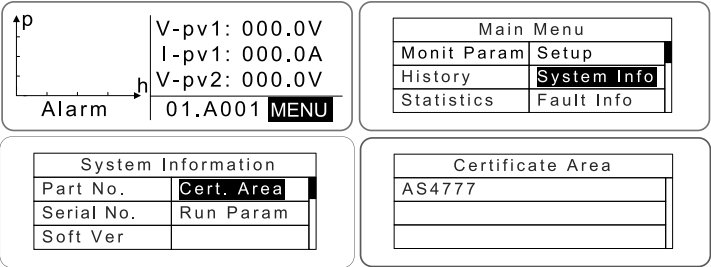 p
V-pv1: 000.0V
I-pv1: 000.0A
V-pv2: 000.0V
h
Alarm 01.A001 MENU
Main Menu
Monit Param Setup
History System Info
Statistics Fault Info
System Information
Part No. Cert. Area
Serial No. Run Param
Soft Ver
Certificate Area
AS4777